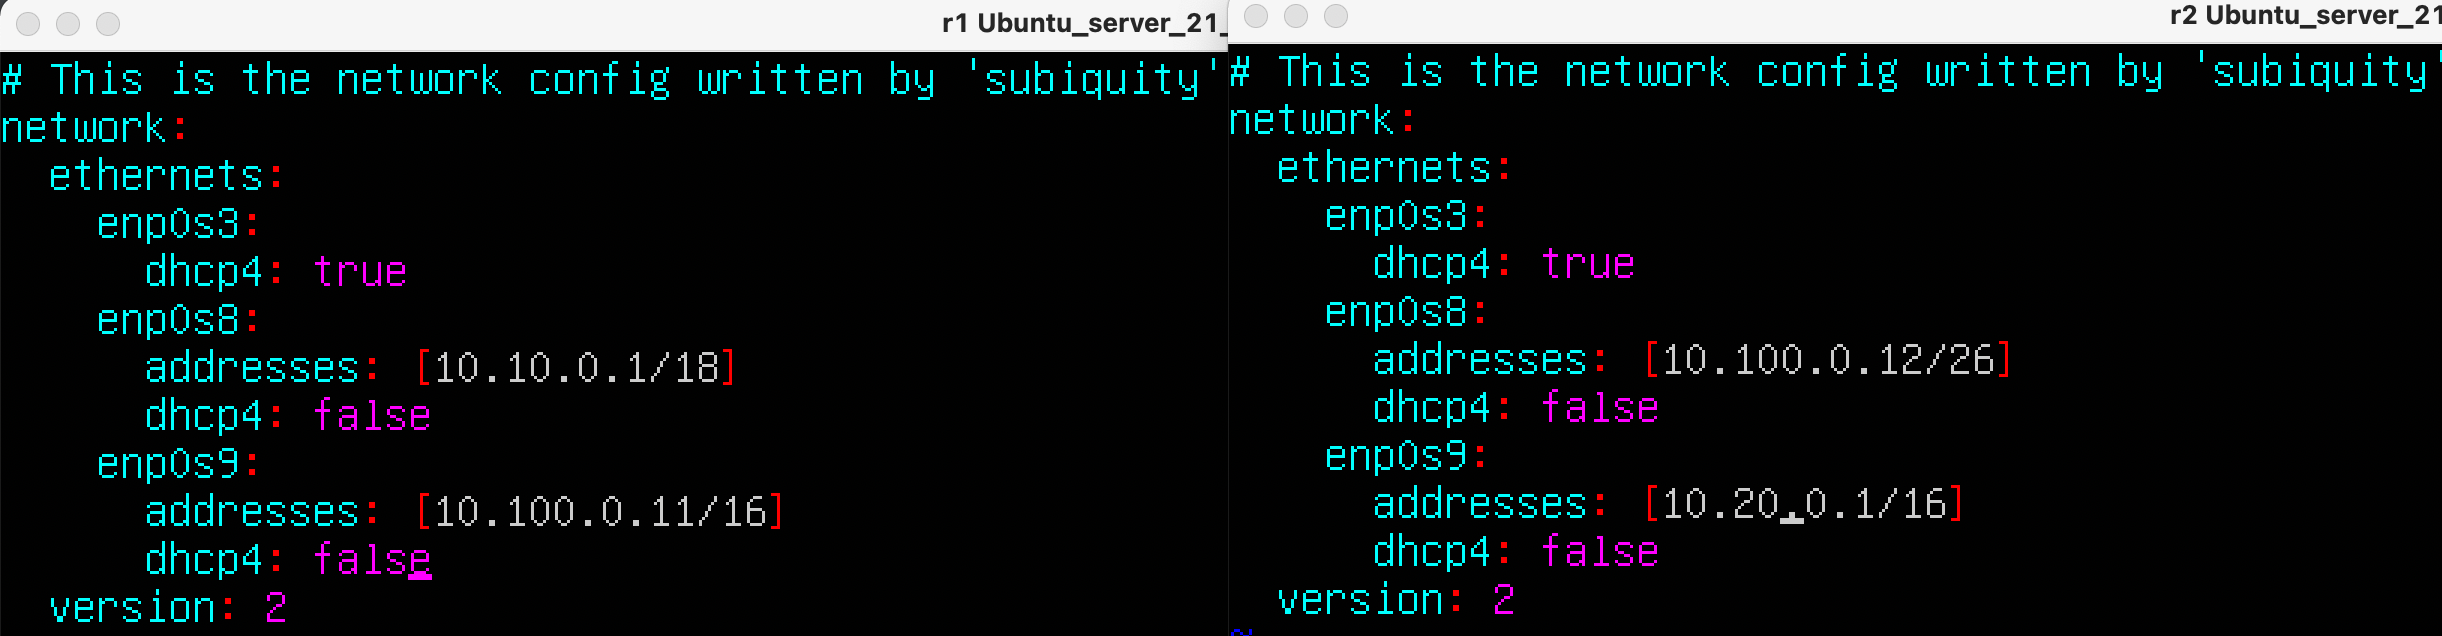 r1 Ubuntu_server_21_
# This is the network config written by 'subiquity'
network:
  ethernets:
    enp0s3:
      dhcp4: true
    enp0s8:
      addresses: [10.10.0.1/18]
      dhcp4: false
    enp0s9:
      addresses: [10.100.0.11/16]
      dhcp4: false
  version: 2
r2 Ubuntu_server_21
# This is the network config written by 'subiquity'
network:
  ethernets:
    enp0s3:
      dhcp4: true
    enp0s8:
      addresses: [10.100.0.12/26]
      dhcp4: false
    enp0s9:
      addresses: [10.20.0.1/16]
      dhcp4: false
  version: 2